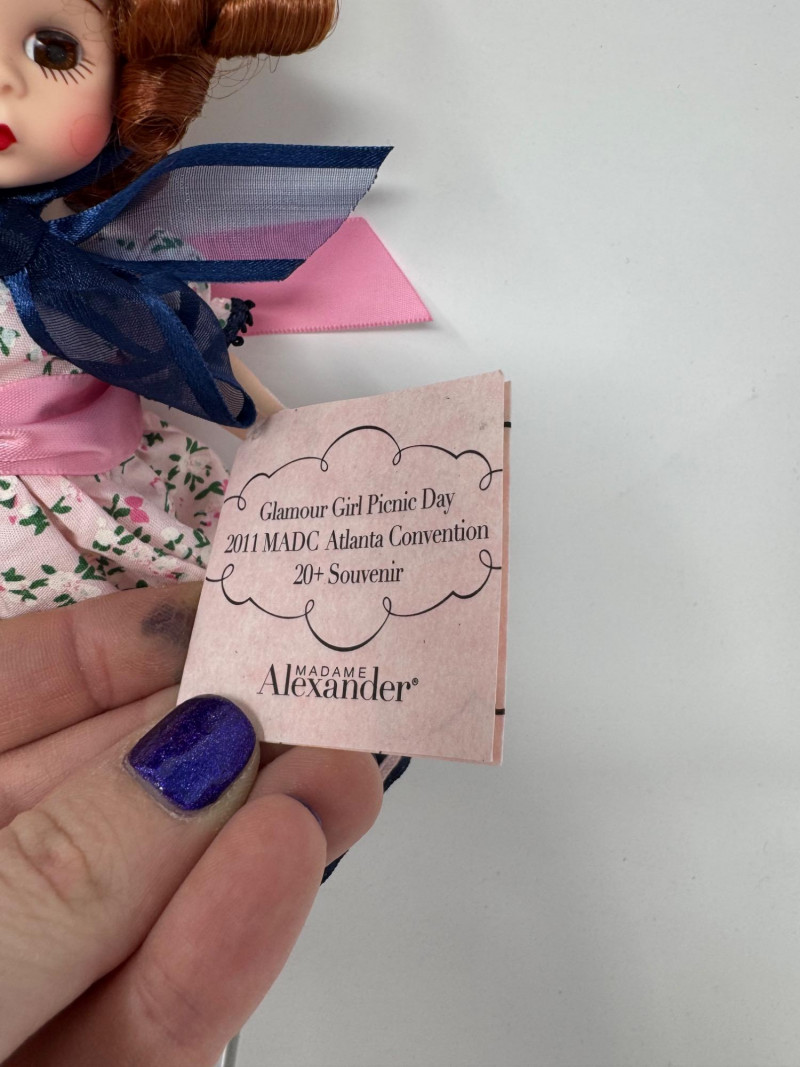 Glamour Girl Picnic Day
2011 MADC Atlanta Convention
20+ Souvenir
MADAME
Alexander®